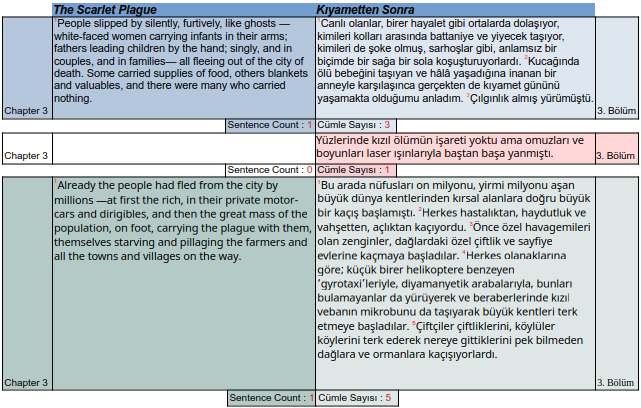 The Scarlet Plague Kıyametten Sonra
Chapter 3
1People slipped by silently, furtively, like ghosts —
white-faced women carrying infants in their arms;
fathers leading children by the hand; singly, and in
couples, and in families— all fleeing out of the city of
death. Some carried supplies of food, others blankets
and valuables, and there were many who carried
nothing.
1Canlı olanlar, birer hayalet gibi ortalarda dolaşıyor,
kimileri kolları arasında battaniye ve yiyecek taşıyor,
kimileri de şoke olmuş, sarhoşlar gibi, anlamsız bir
biçimde bir sağa bir sola koşuturuyorlardı. 2Kucağında
ölü bebeğini taşıyan ve hâlâ yaşadığına inanan bir
anneyle karşılaşınca gerçekten de kıyamet gününü
yaşamakta olduğumu anladım. 3Çılgınlık almış yürümüştü.
3. Bölüm
Sentence Count : 1 Cümle Sayısı : 3
Chapter 3
Yüzlerinde kızıl ölümün işareti yoktu ama omuzları ve
boyunları laser ışınlarıyla baştan başa yanmıştı.
3. Bölüm
Sentence Count : 0 Cümle Sayısı : 1
Chapter 3
1Already the people had fled from the city by
millions —at first the rich, in their private motor-
cars and dirigibles, and then the great mass of the
population, on foot, carrying the plague with them,
themselves starving and pillaging the farmers and
all the towns and villages on the way.
1Bu arada nüfusları on milyonu, yirmi milyonu aşan
büyük dünya kentlerinden kırsal alanlara doğru büyük
bir kaçış başlamıştı. 2Herkes hastalıktan, haydutluk ve
vahşetten, açlıktan kaçıyordu. 3Önce özel havagemileri
olan zenginler, dağlardaki özel çiftlik ve sayfiye
evlerine kaçmaya başladılar. 4Herkes olanaklarına
göre; küçük birer helikoptere benzeyen
‘gyrotaxi’leriyle, diyamanyetik arabalarıyla, bunları
bulamayanlar da yürüyerek ve beraberlerinde kızıl
vebanın mikrobunu da taşıyarak büyük kentleri terk
etmeye başladılar. 5Çiftçiler çiftliklerini, köylüler
köylerini terk ederek nereye gittiklerini pek bilmeden
dağlara ve ormanlara kaçışıyorlardı.
3. Bölüm
Sentence Count : 1 Cümle Sayısı : 5